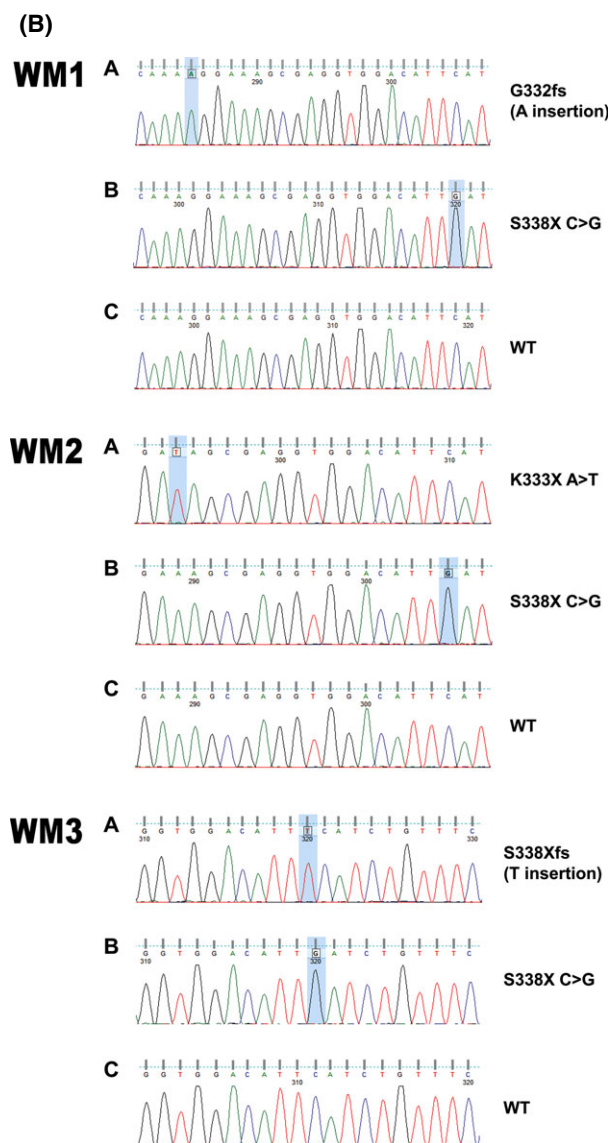 (B)
WM1
A
C A A A A G G A A A G C G A G G T G G A C A T T C A T
290 300
G332fs
(A insertion)
B
C A A A G G A A A G C G A G G T G G A C A T T G A T
300 310 320
S338X C>G
C
C A A A G G A A A G C G A G G T G G A C A T T C A T
300 310 320
WT
WM2
A
G A T A G C G A G G T G G A C A T T C A T
300 310
K333X A>T
B
G A A A G C G A G G T G G A C A T T G A T
290 300
S338X C>G
C
G A A A G C G A G G T G G A C A T T C A T
290 300
WT
WM3
A
G G T G G A C A T T T C A T C T G T T T C
310 320 330
S338Xfs
(T insertion)
B
G G T G G A C A T T G A T C T G T T T C
310 320
S338X C>G
C
G G T G G A C A T T C A T C T G T T T C
310 320
WT